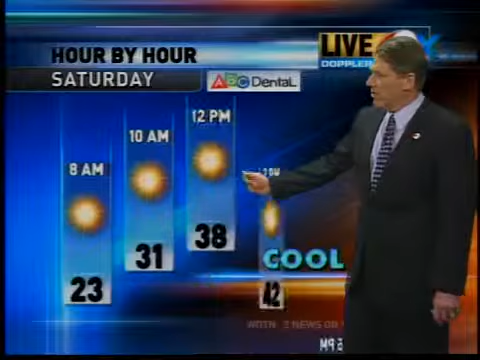 LIVE
DOPPLER
HOUR BY HOUR
SATURDAY
ABC DENTAL
12 PM
10 AM
8 AM
38
31
COOL
23
42